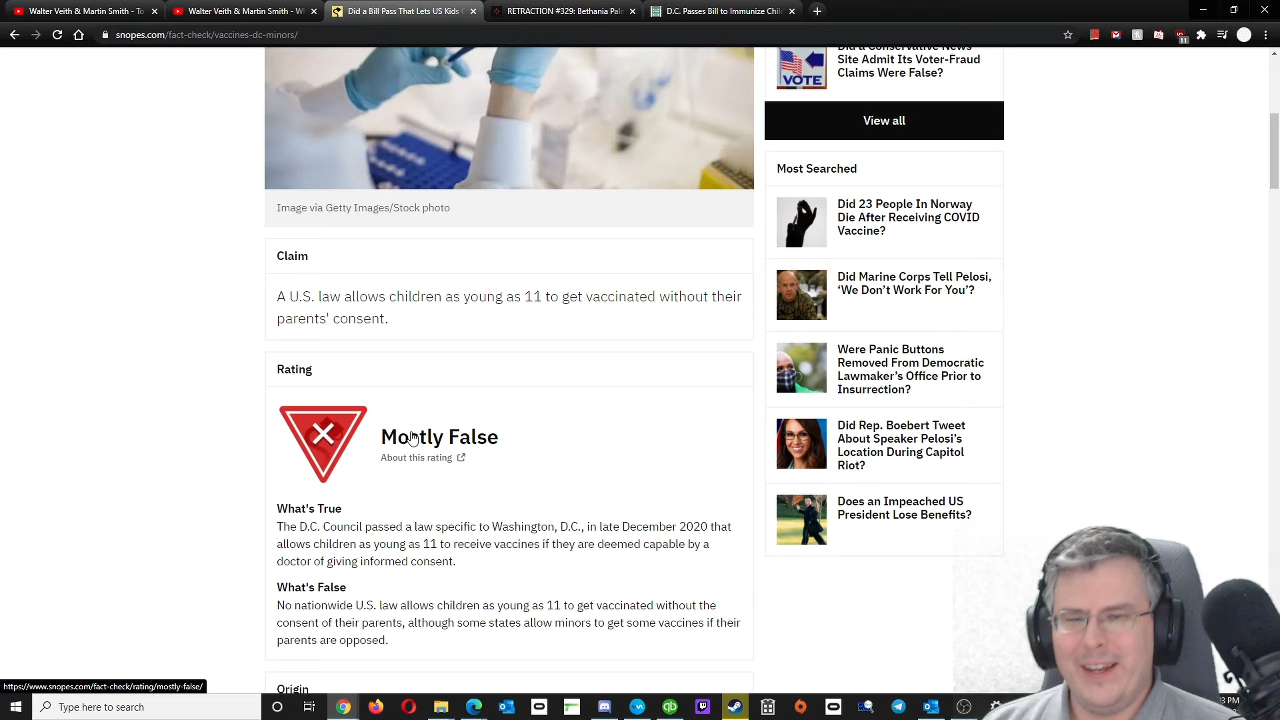 Walter Veith & Martin Smith - To
Walter Veith & Martin Smith - W
Did a Bill Pass That Lets US Kids G
RETRACTION #329: Bethanis Pal
D.C. Passes Bill to Immunize Chil
snopes.com/fact-check/vaccines-dc-minors/
11
Image via Getty Images/Stock photo
Claim
A U.S. law allows children as young as 11 to get vaccinated without their
parents' consent.
Rating
Mostly False
About this rating
What's True
The D.C. Council passed a law specific to Washington, D.C., in late December 2020 that
allows children as young as 11 to receive vaccines if they are deemed capable by a
doctor of giving informed consent.
What's False
No nationwide U.S. law allows children as young as 11 to get vaccinated without the
consent of their parents, although some states allow minors to get some vaccines if their
parents are opposed.
Origin
VOTE
Did a Conservative News
Site Admit Its Voter-Fraud
Claims Were False?
View all
Most Searched
Did 23 People In Norway
Die After Receiving COVID
Vaccine?
Did Marine Corps Tell Pelosi,
‘We Don’t Work For You’?
Were Panic Buttons
Removed From Democratic
Lawmaker’s Office Prior to
Insurrection?
Did Rep. Boebert Tweet
About Speaker Pelosi’s
Location During Capitol
Riot?
Does an Impeached US
President Lose Benefits?
https://www.snopes.com/fact-check/rating/mostly-false/
Type here to search
3 PM